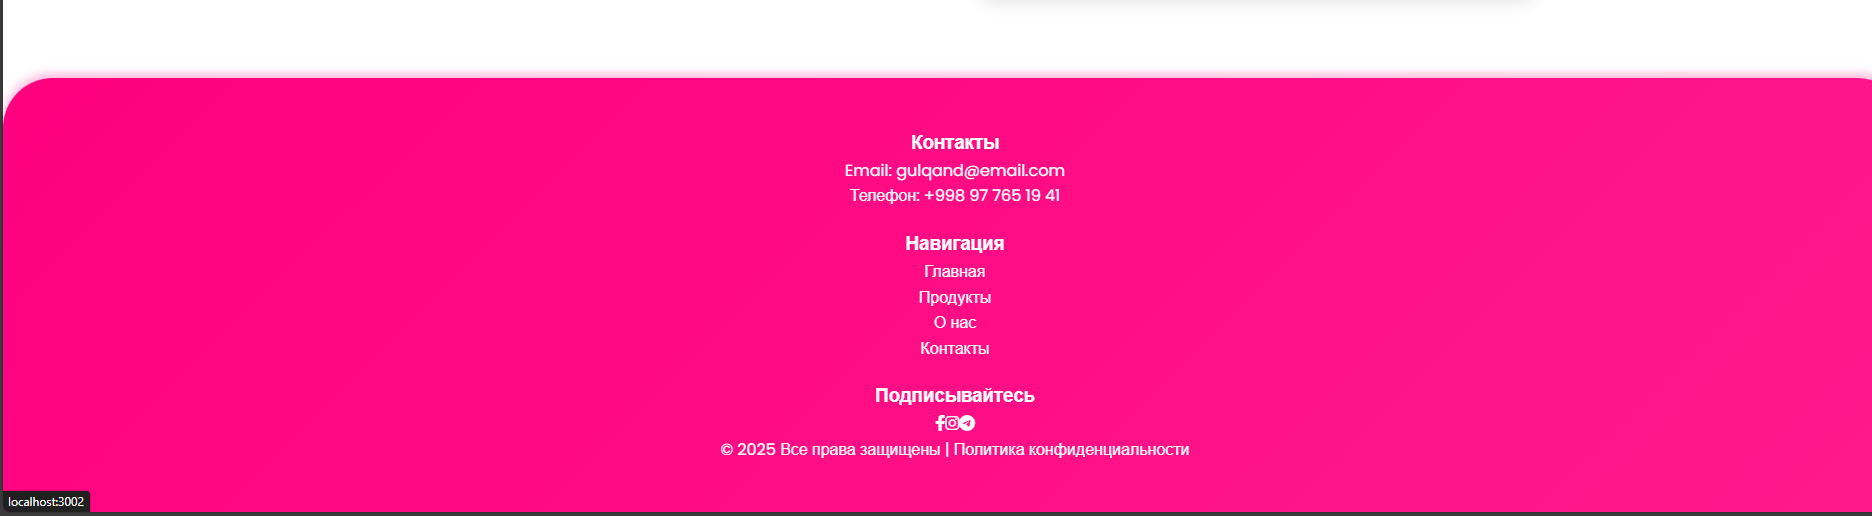 Контакты
Email: gulqand@email.com
Телефон: +998 97 765 19 41
Навигация
Главная
Продукты
О нас
Контакты
Подписывайтесь
© 2025 Все права защищены | Политика конфиденциальности
localhost:3002